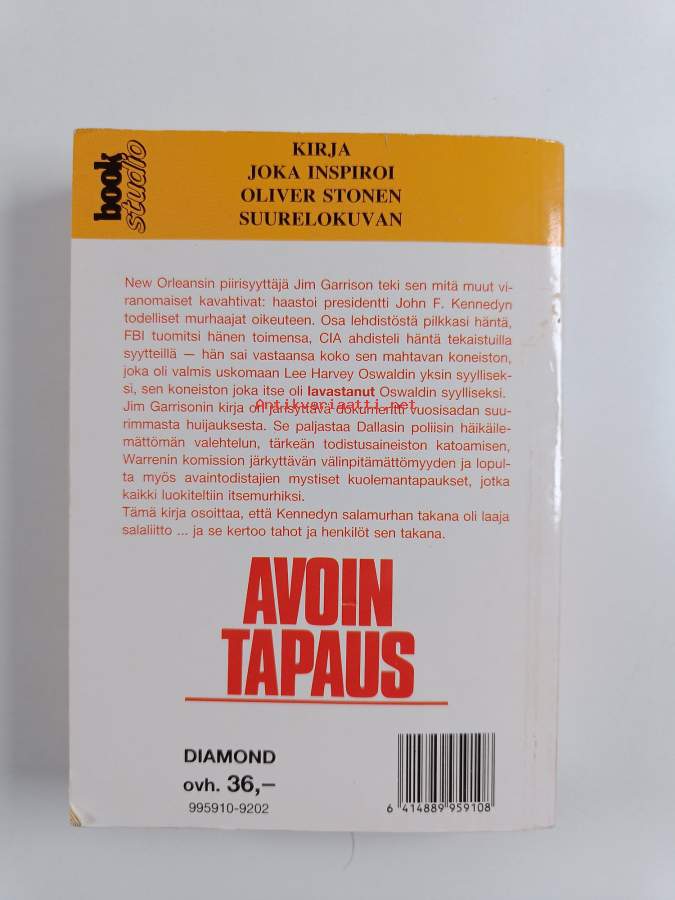 book
studio
KIRJA
JOKA INSPIROI
OLIVER STONEN
SUURELOKUVAN
New Orleansin piirisyyttäjä Jim Garrison teki sen mitä muut vi-
ranomaiset kavahtivat: haastoi presidentti John F. Kennedyn
todelliset murhaajat oikeuteen. Osa lehdistöstä pilkkasi häntä,
FBI tuomitsi hänen toimensa, CIA ahdisteli häntä tekaistuilla
syytteillä — hän sai vastaansa koko sen mahtavan koneiston,
joka oli valmis uskomaan Lee Harvey Oswaldin yksin syyllisek-
si, sen koneiston joka itse oli lavastanut Oswaldin syylliseksi.
Antikvariaatti.net
Jim Garrisonin kirja on järisyttävä dokumentti vuosisadan suu-
rimmasta huijauksesta. Se paljastaa Dallasin poliisin häikäile-
mättömän valehtelun, tärkeän todistusaineiston katoamisen,
Warrenin komission järkyttävän välinpitämättömyyden ja lopul-
ta myös avaintodistajien mystiset kuolemantapaukset, jotka
kaikki luokiteltiin itsemurhiksi.
Tämä kirja osoittaa, että Kennedyn salamurhan takana oli laaja
salaliitto ... ja se kertoo tahot ja henkilöt sen takana.
AVOIN
TAPAUS
DIAMOND
ovh. 36,–
995910-9202
6 414889 959108